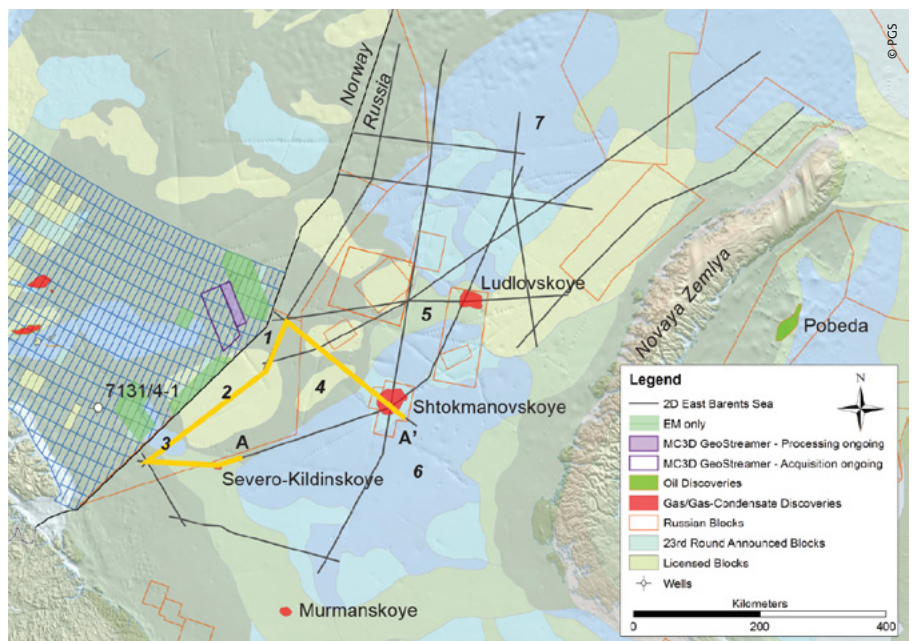 ©PGS
Norway
Russia
7
Ludlovskoye
5
Novaya Zemlya
Pobeda
1
2
4
7131/4-1
Shtokmanovskoye
3
A
A'
6
Severo-Kildinskoye
Murmanskoye
Legend
N
2D East Barents Sea
EM only
MC3D GeoStreamer - Processing ongoing
MC3D GeoStreamer - Acquisition ongoing
Oil Discoveries
Gas/Gas-Condensate Discoveries
Russian Blocks
23rd Round Announced Blocks
Licensed Blocks
Wells
Kilometers
0 200 400